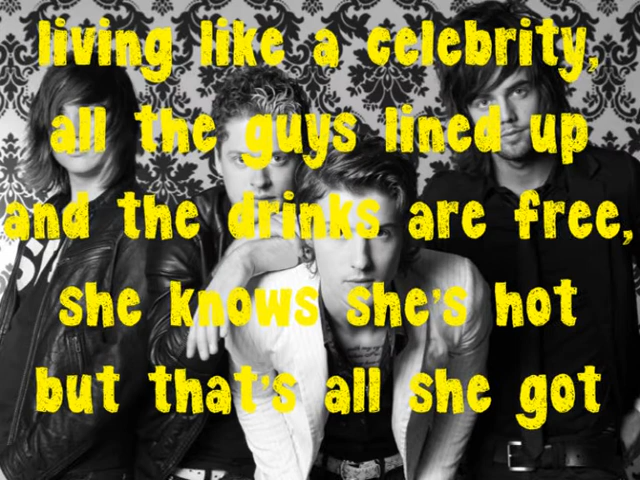 living like a celebrity,
all the guys lined up
and the drinks are free,
she knows she's hot
but that's all she got